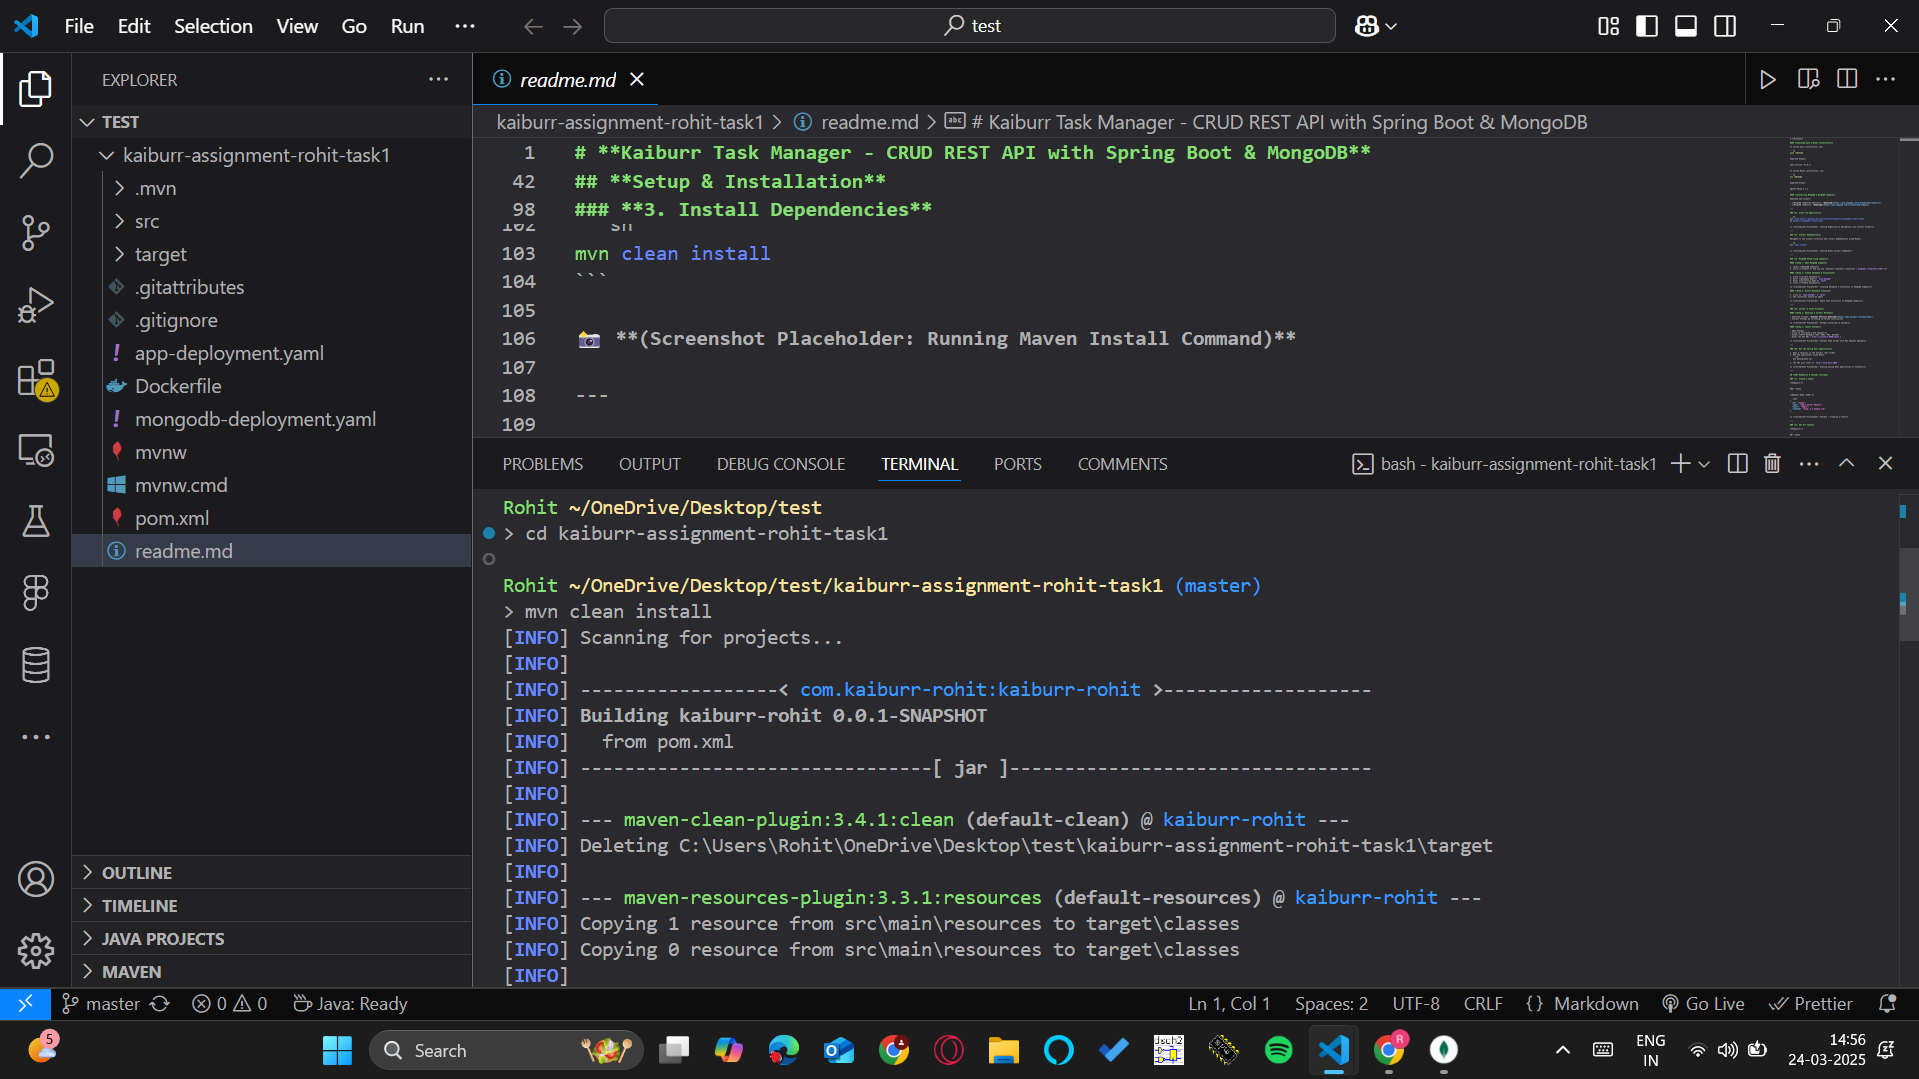 File Edit Selection View Go Run ···
test
EXPLORER ···
TEST
kaiburr-assignment-rohit-task1
.mvn
src
target
.gitattributes
.gitignore
! app-deployment.yaml
Dockerfile
! mongodb-deployment.yaml
mvnw
mvnw.cmd
pom.xml
readme.md
OUTLINE
TIMELINE
JAVA PROJECTS
MAVEN
readme.md
kaiburr-assignment-rohit-task1 > readme.md > # Kaiburr Task Manager - CRUD REST API with Spring Boot & MongoDB
1 # **Kaiburr Task Manager - CRUD REST API with Spring Boot & MongoDB**
42 ## **Setup & Installation**
98 ### **3. Install Dependencies**
102 sh
103 mvn clean install
104 ```
105
106 📸 **(Screenshot Placeholder: Running Maven Install Command)**
107
108 ---
109
PROBLEMS OUTPUT DEBUG CONSOLE TERMINAL PORTS COMMENTS
bash - kaiburr-assignment-rohit-task1
Rohit ~/OneDrive/Desktop/test
> cd kaiburr-assignment-rohit-task1
Rohit ~/OneDrive/Desktop/test/kaiburr-assignment-rohit-task1 (master)
> mvn clean install
[INFO] Scanning for projects...
[INFO]
[INFO] ------------------< com.kaiburr-rohit:kaiburr-rohit >-------------------
[INFO] Building kaiburr-rohit 0.0.1-SNAPSHOT
[INFO]   from pom.xml
[INFO] --------------------------------[ jar ]---------------------------------
[INFO]
[INFO] --- maven-clean-plugin:3.4.1:clean (default-clean) @ kaiburr-rohit ---
[INFO] Deleting C:\Users\Rohit\OneDrive\Desktop\test\kaiburr-assignment-rohit-task1\target
[INFO]
[INFO] --- maven-resources-plugin:3.3.1:resources (default-resources) @ kaiburr-rohit ---
[INFO] Copying 1 resource from src\main\resources to target\classes
[INFO] Copying 0 resource from src\main\resources to target\classes
[INFO]
master 0 0 Java: Ready
Ln 1, Col 1 Spaces: 2 UTF-8 CRLF {} Markdown Go Live Prettier
5
Search
dsch2
R
ENG
IN
14:56
24-03-2025